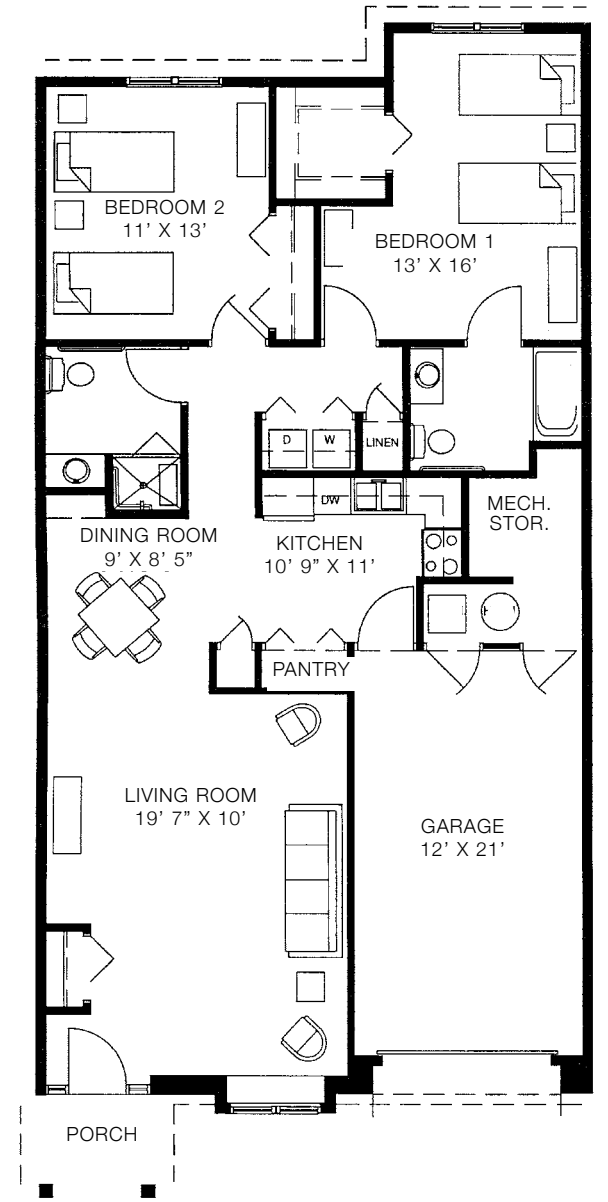 BEDROOM 2
11’ X 13’
BEDROOM 1
13’ X 16’
D
W
LINEN
DW
MECH.
STOR.
DINING ROOM
9’ X 8’ 5”
KITCHEN
10’ 9” X 11’
PANTRY
LIVING ROOM
19’ 7” X 10’
GARAGE
12’ X 21’
PORCH